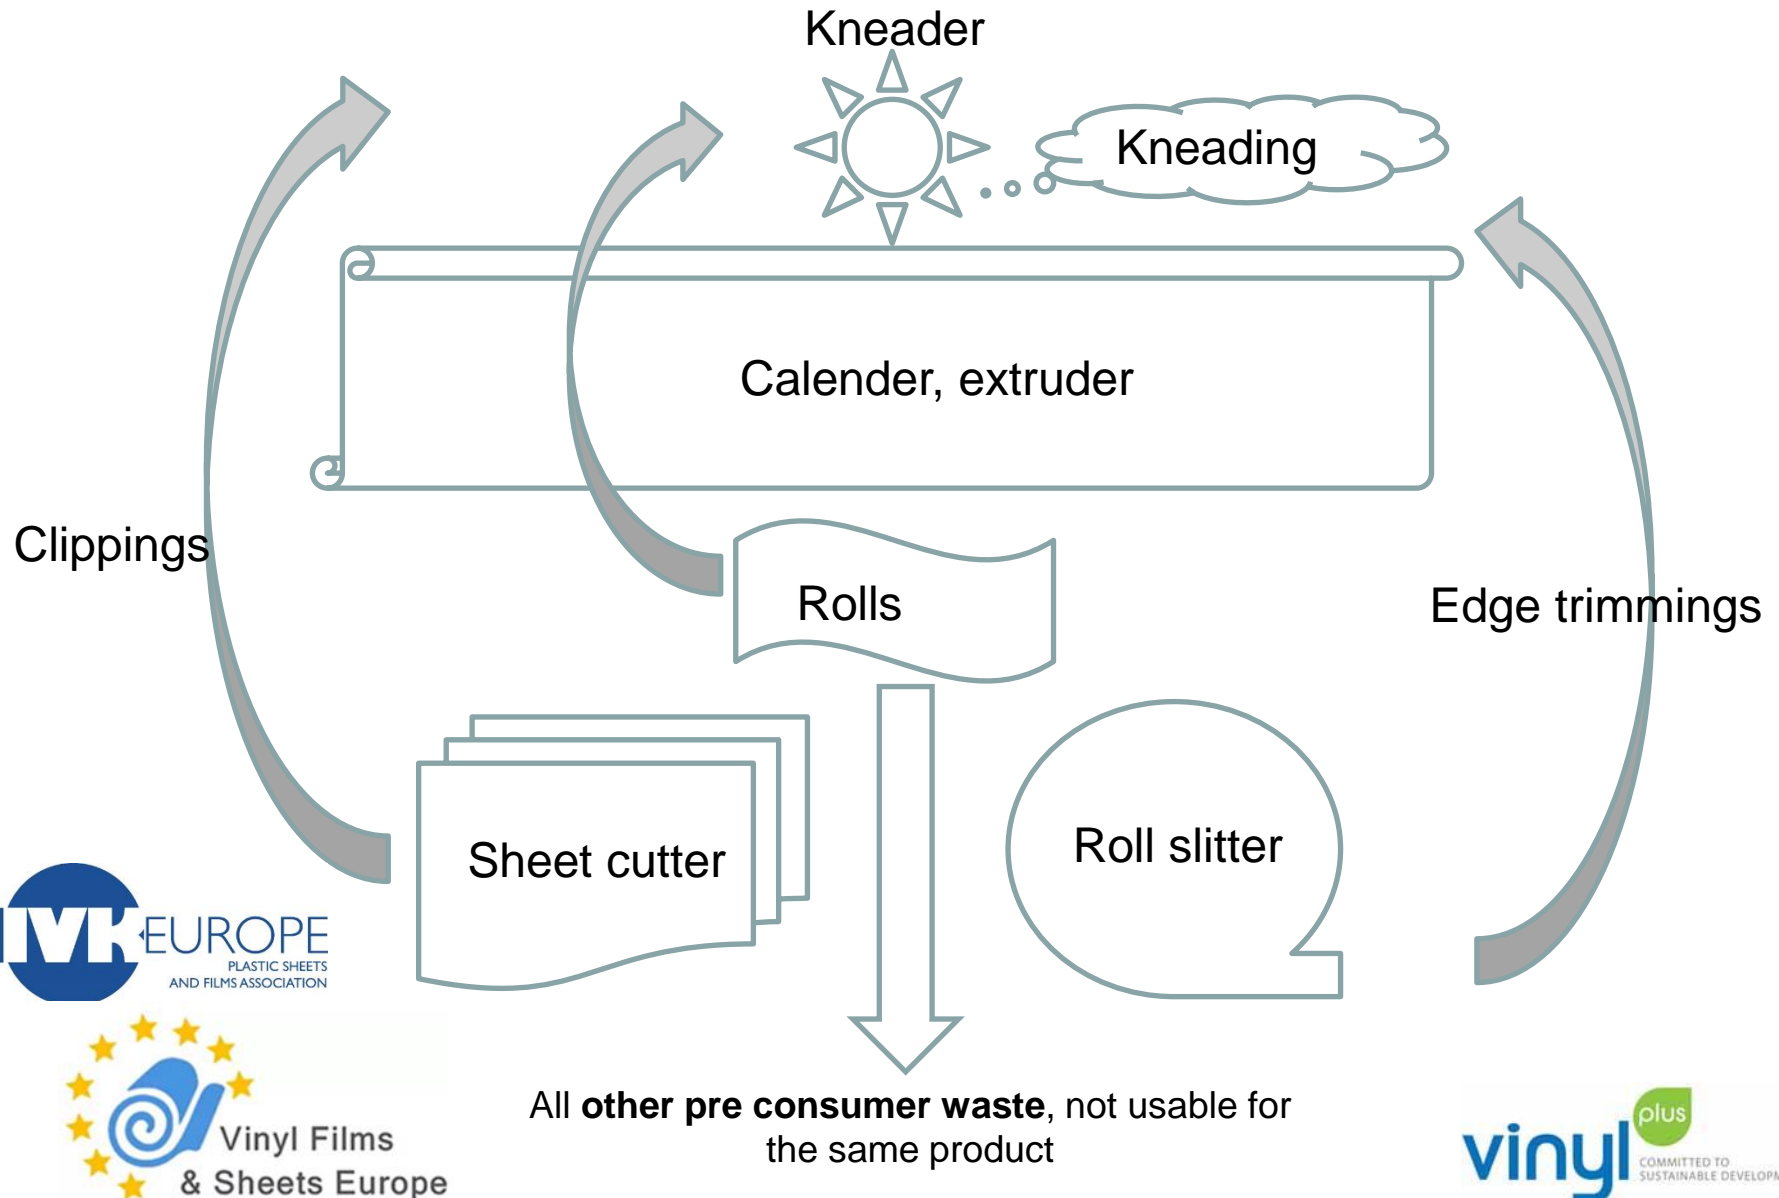 Kneader
Kneading
Calender, extruder
Clippings
Rolls
Edge trimmings
Sheet cutter
Roll slitter
IVK EUROPE
PLASTIC SHEETS
AND FILMS ASSOCIATION
Vinyl Films
& Sheets Europe
All other pre consumer waste, not usable for
the same product
vinyl plus
COMMITTED TO
SUSTAINABLE DEVELOPM